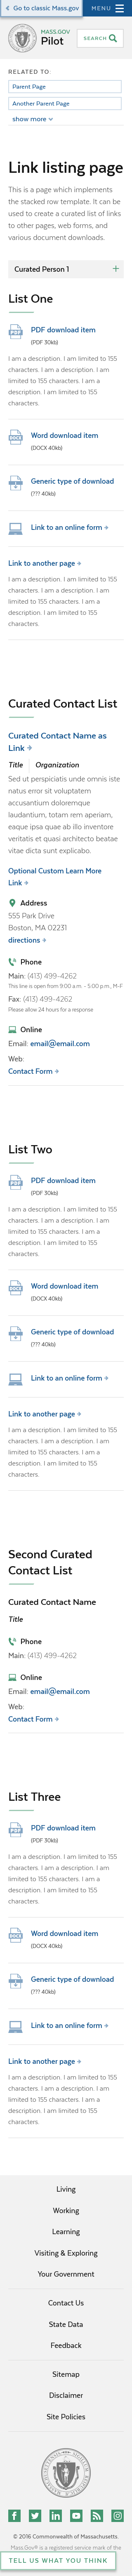 Go to classic Mass.gov
MENU
MASS.GOV
Pilot
SEARCH
RELATED TO:
Parent Page
Another Parent Page
show more
Link listing page
This is a page which implements
the stacked row template. It can be
used to create a curated list of links
to other pages, web forms, and
various downloadable documents.
Curated Person 1
List One
PDF download item
(PDF 30kb)
I am a description. I am limited to 155
characters. I am a description. I am
limited to 155 characters. I am a
description. I am limited to 155
characters.
Word download item
(DOCX 40kb)
Generic type of download
(??? 40kb)
Link to an online form
Link to another page
I am a description. I am limited to 155
characters. I am a description. I am
limited to 155 characters. I am a
description. I am limited to 155
characters.
Curated Contact List
Curated Contact Name as
Link
Title Organization
Sed ut perspiciatis unde omnis iste
natus error sit voluptatem
accusantium doloremque
laudantium, totam rem aperiam,
eaque ipsa quae ab illo inventore
veritatis et quasi architecto beatae
vitae dicta sunt explicabo.
Optional Custom Learn More
Link
Address
555 Park Drive
Boston, MA 02231
directions
Phone
Main: (413) 499-4262
This line is open from 9:00 a.m. – 5:00 p.m., M-F
Fax: (413) 499-4262
Please allow 24 hours for a response
Online
Email: email@email.com
Web:
Contact Form
List Two
PDF download item
(PDF 30kb)
I am a description. I am limited to 155
characters. I am a description. I am
limited to 155 characters. I am a
description. I am limited to 155
characters.
Word download item
(DOCX 40kb)
Generic type of download
(??? 40kb)
Link to an online form
Link to another page
I am a description. I am limited to 155
characters. I am a description. I am
limited to 155 characters. I am a
description. I am limited to 155
characters.
Second Curated
Contact List
Curated Contact Name
Title
Phone
Main: (413) 499-4262
Online
Email: email@email.com
Web:
Contact Form
List Three
PDF download item
(PDF 30kb)
I am a description. I am limited to 155
characters. I am a description. I am
limited to 155 characters. I am a
description. I am limited to 155
characters.
Word download item
(DOCX 40kb)
Generic type of download
(??? 40kb)
Link to an online form
Link to another page
I am a description. I am limited to 155
characters. I am a description. I am
limited to 155 characters. I am a
description. I am limited to 155
characters.
Living
Working
Learning
Visiting & Exploring
Your Government
Contact Us
State Data
Feedback
Sitemap
Disclaimer
Site Policies
© 2016 Commonwealth of Massachusetts.
Mass.Gov® is a registered service mark of the
TELL US WHAT YOU THINK